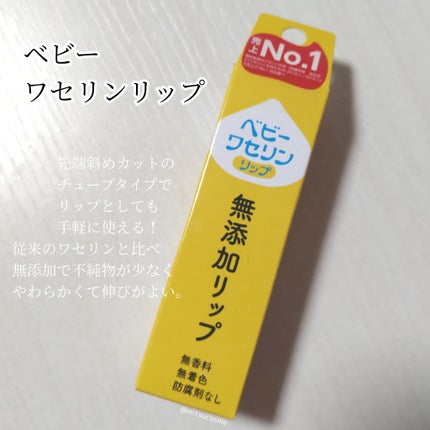 ベビー
ワセリンリップ
先端斜めカットの
チューブタイプで
リップとしても
手軽に使える！
従来のワセリンと比べ
無添加で不純物が少なく
やわらかくて伸びがよい。
売上No.1
ベビー
ワセリン
リップ
無添加リップ
無香料
無着色
防腐剤なし
@mitsucosme